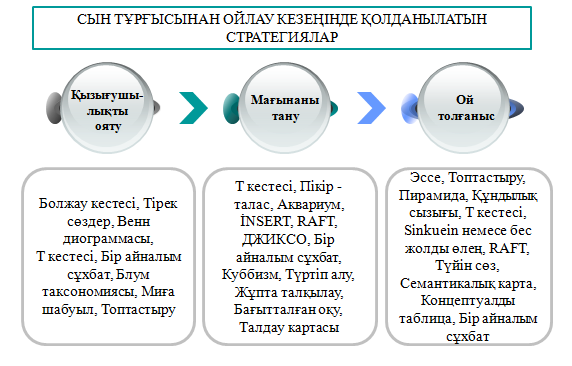 СЫН ТҰРҒЫСЫНАН ОЙЛАУ КЕЗЕҢІНДЕ ҚОЛДАНЫЛАТЫН
СТРАТЕГИЯЛАР
Қызығушы-
лықты
ояту
Мағынаны
тану
Ой
толғаныс
Болжау кестесі, Тірек
сөздер, Венн
диограммасы,
Т кестесі, Бір айналым
сұхбат, Блум
таксономиясы, Миға
шабуыл, Топтастыру
Т кестесі, Пікір -
талас, Аквариум,
İNSERT, RAFT,
ДЖИКСО, Бір
айналым сұхбат,
Куббизм, Түртіп алу,
Жұпта талқылау,
Бағытталған оқу,
Талдау картасы
Эссе, Топтастыру,
Пирамида, Құндылық
сызығы, Т кестесі,
Sinkuein немесе бес
жолды өлең, RAFT,
Түйін сөз,
Семантикалық карта,
Концептуалды
таблица, Бір айналым
сұхбат